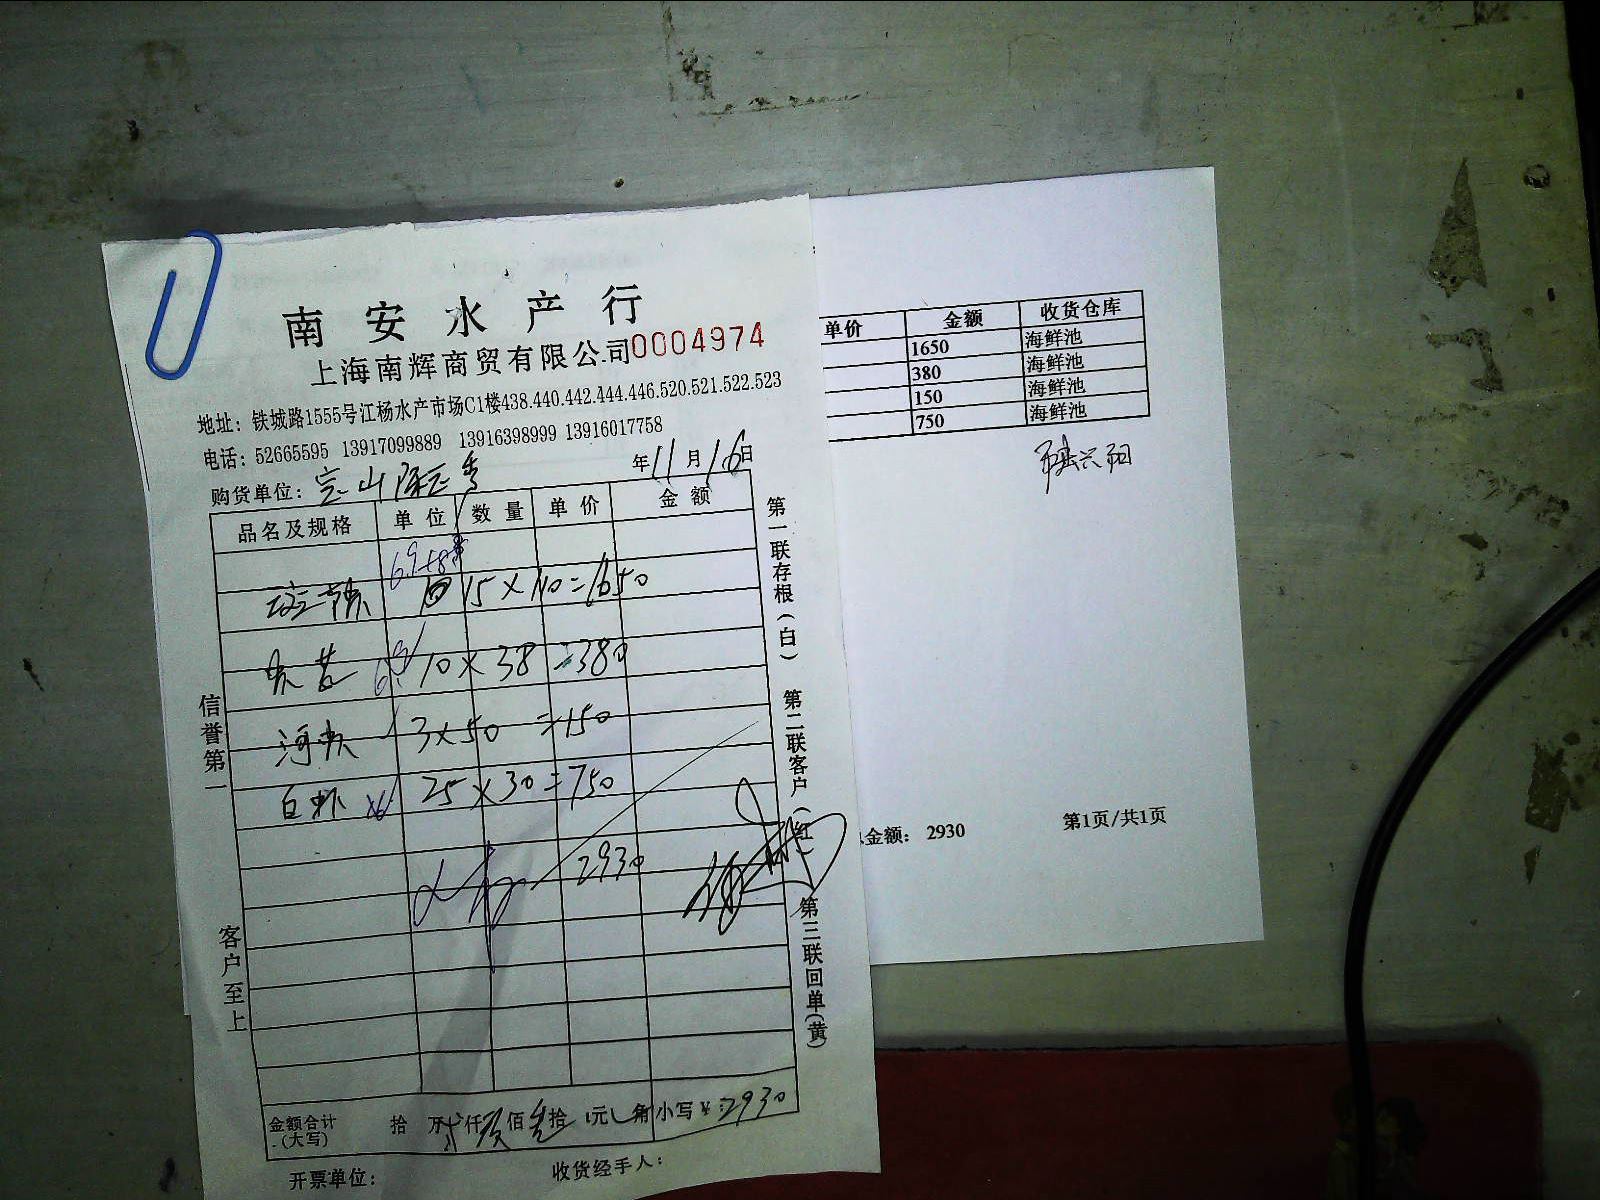 南安水产行
上海南辉商贸有限公司0004974
地址：铁城路1555号江杨水产市场C1楼438.440.442.444.446.520.521.522.523
电话：52665595 13917099889 13916398999 13916017758
年11月16日
购货单位：
品名及规格 单位 数量 单价 金额
15×110=1650
10×38=380
3×50=150
白虾 25×30=750
2930
金额合计(大写) 拾 万 仟 佰 拾 元 角 小写￥：2930
开票单位： 收货经手人：
信誉第一
客户至上
第一联存根(白) 第二联客户(红) 第三联回单(黄)
单价 金额 收货仓库
1650 海鲜池
380 海鲜池
150 海鲜池
750 海鲜池
金额： 2930 第1页/共1页